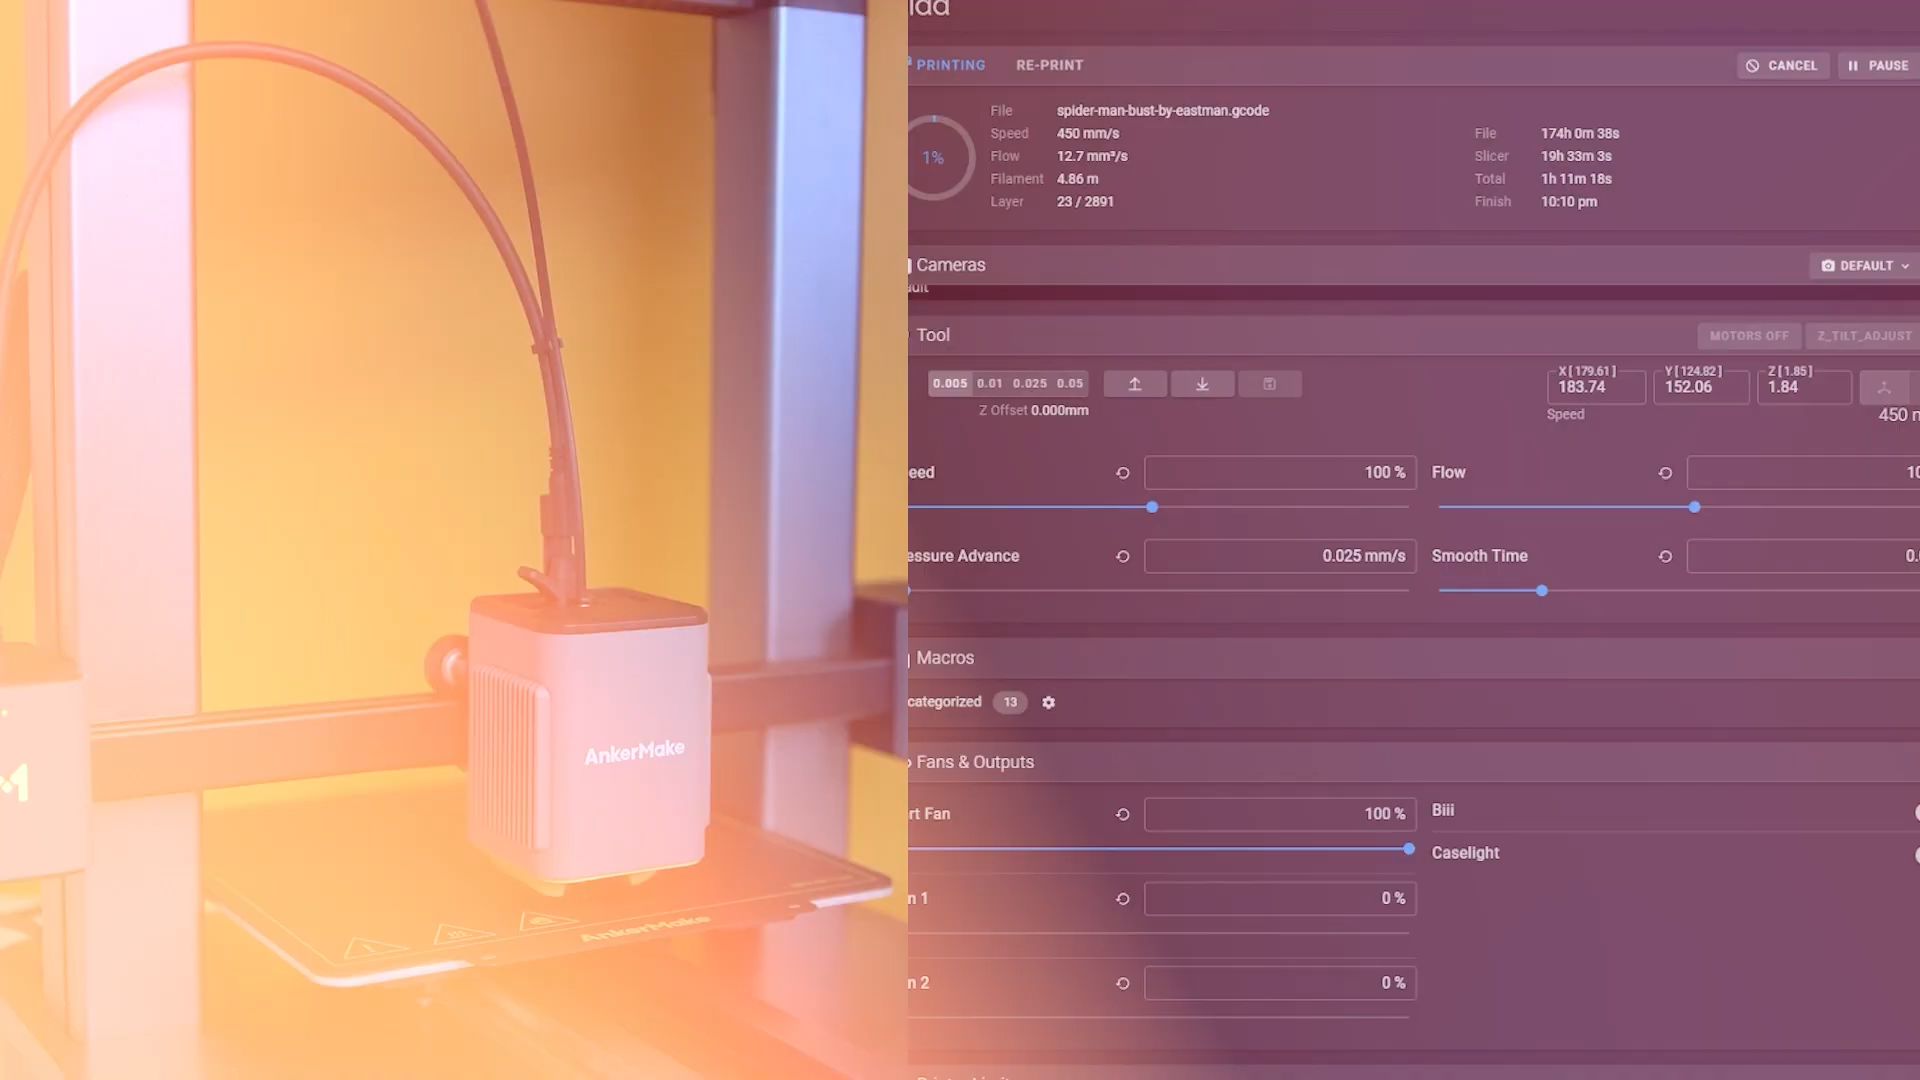 AnkerMake
AnkerMake
PRINTING
RE-PRINT
CANCEL
PAUSE
File spider-man-bust-by-eastman.gcode
Speed 450 mm/s
Flow 12.7 mm³/s
Filament 4.86 m
Layer 23 / 2891
1%
File 174h 0m 38s
Slicer 19h 33m 3s
Total 1h 11m 18s
Finish 10:10 pm
Cameras
DEFAULT
Tool
MOTORS OFF
Z_TILT_ADJUST
0.005 0.01 0.025 0.05
Z Offset 0.000mm
X [ 179.61 ]
183.74
Y [ 124.82 ]
152.06
Z [ 1.85 ]
1.84
Speed
450
eed
100 %
Flow
essure Advance
0.025 mm/s
Smooth Time
Macros
categorized 13
Fans & Outputs
rt Fan
100 %
Biii
Caselight
n 1
0 %
n 2
0 %